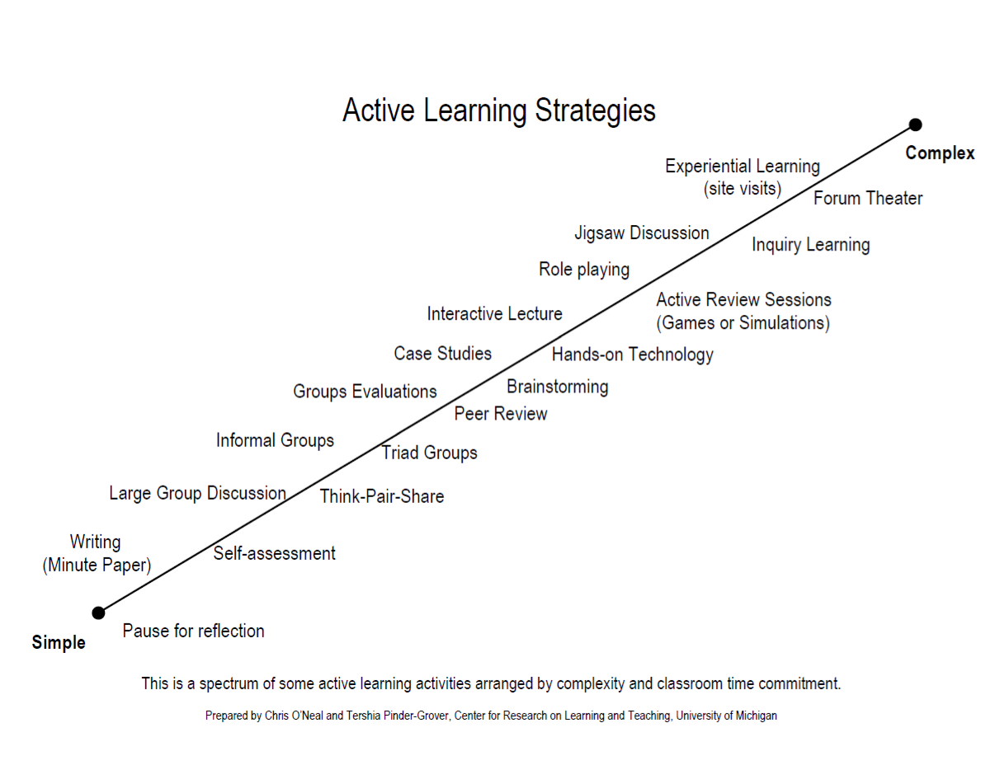 Active Learning Strategies
Complex
Experiential Learning
(site visits)
Forum Theater
Jigsaw Discussion
Inquiry Learning
Role playing
Active Review Sessions
(Games or Simulations)
Interactive Lecture
Case Studies
Hands-on Technology
Groups Evaluations
Brainstorming
Peer Review
Informal Groups
Triad Groups
Large Group Discussion
Think-Pair-Share
Writing
(Minute Paper)
Self-assessment
Pause for reflection
Simple
This is a spectrum of some active learning activities arranged by complexity and classroom time commitment.
Prepared by Chris O’Neal and Tershia Pinder-Grover, Center for Research on Learning and Teaching, University of Michigan